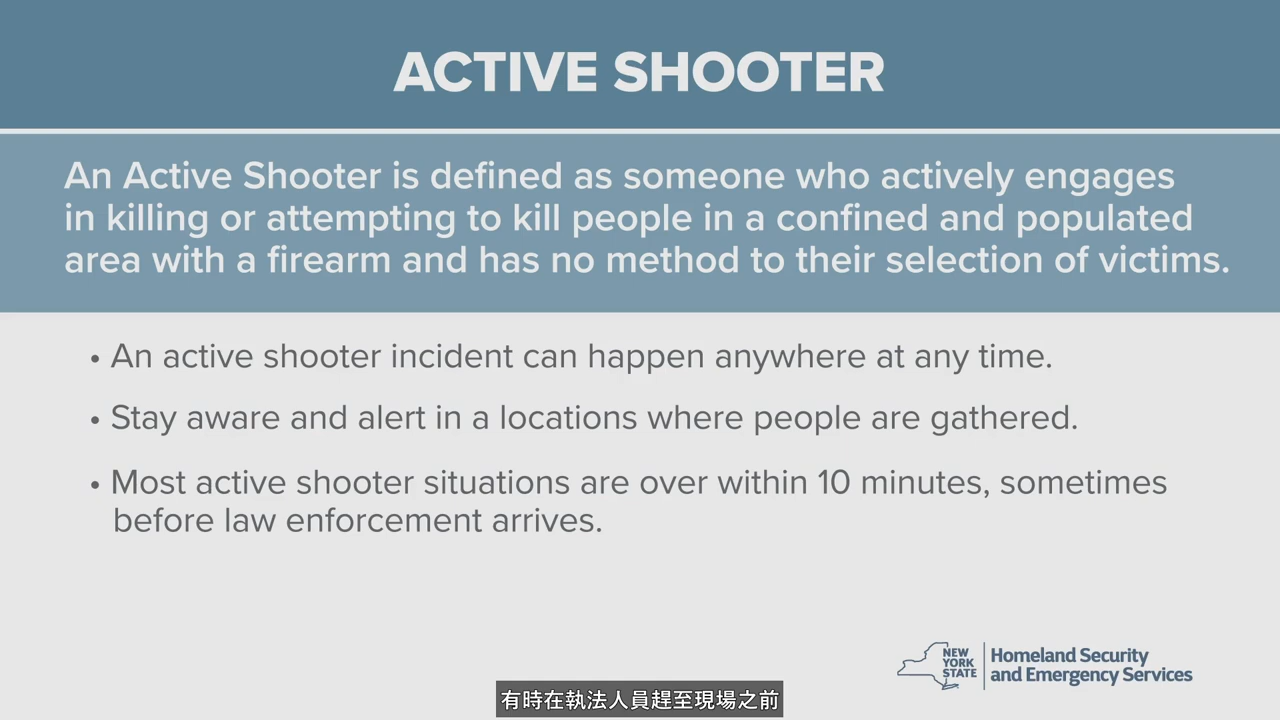 ACTIVE SHOOTER
An Active Shooter is defined as someone who actively engages
in killing or attempting to kill people in a confined and populated
area with a firearm and has no method to their selection of victims.
• An active shooter incident can happen anywhere at any time.
• Stay aware and alert in a locations where people are gathered.
• Most active shooter situations are over within 10 minutes, sometimes
before law enforcement arrives.
NEW
YORK
STATE
Homeland Security
and Emergency Services
有時在執法人員趕至現場之前